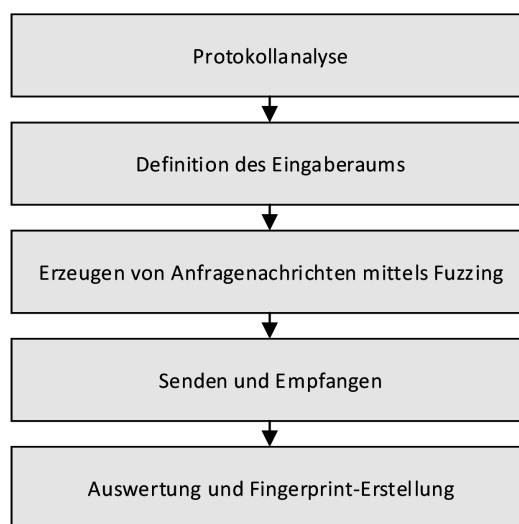 Protokollanalyse
Definition des Eingaberaums
Erzeugen von Anfragenachrichten mittels Fuzzing
Senden und Empfangen
Auswertung und Fingerprint-Erstellung